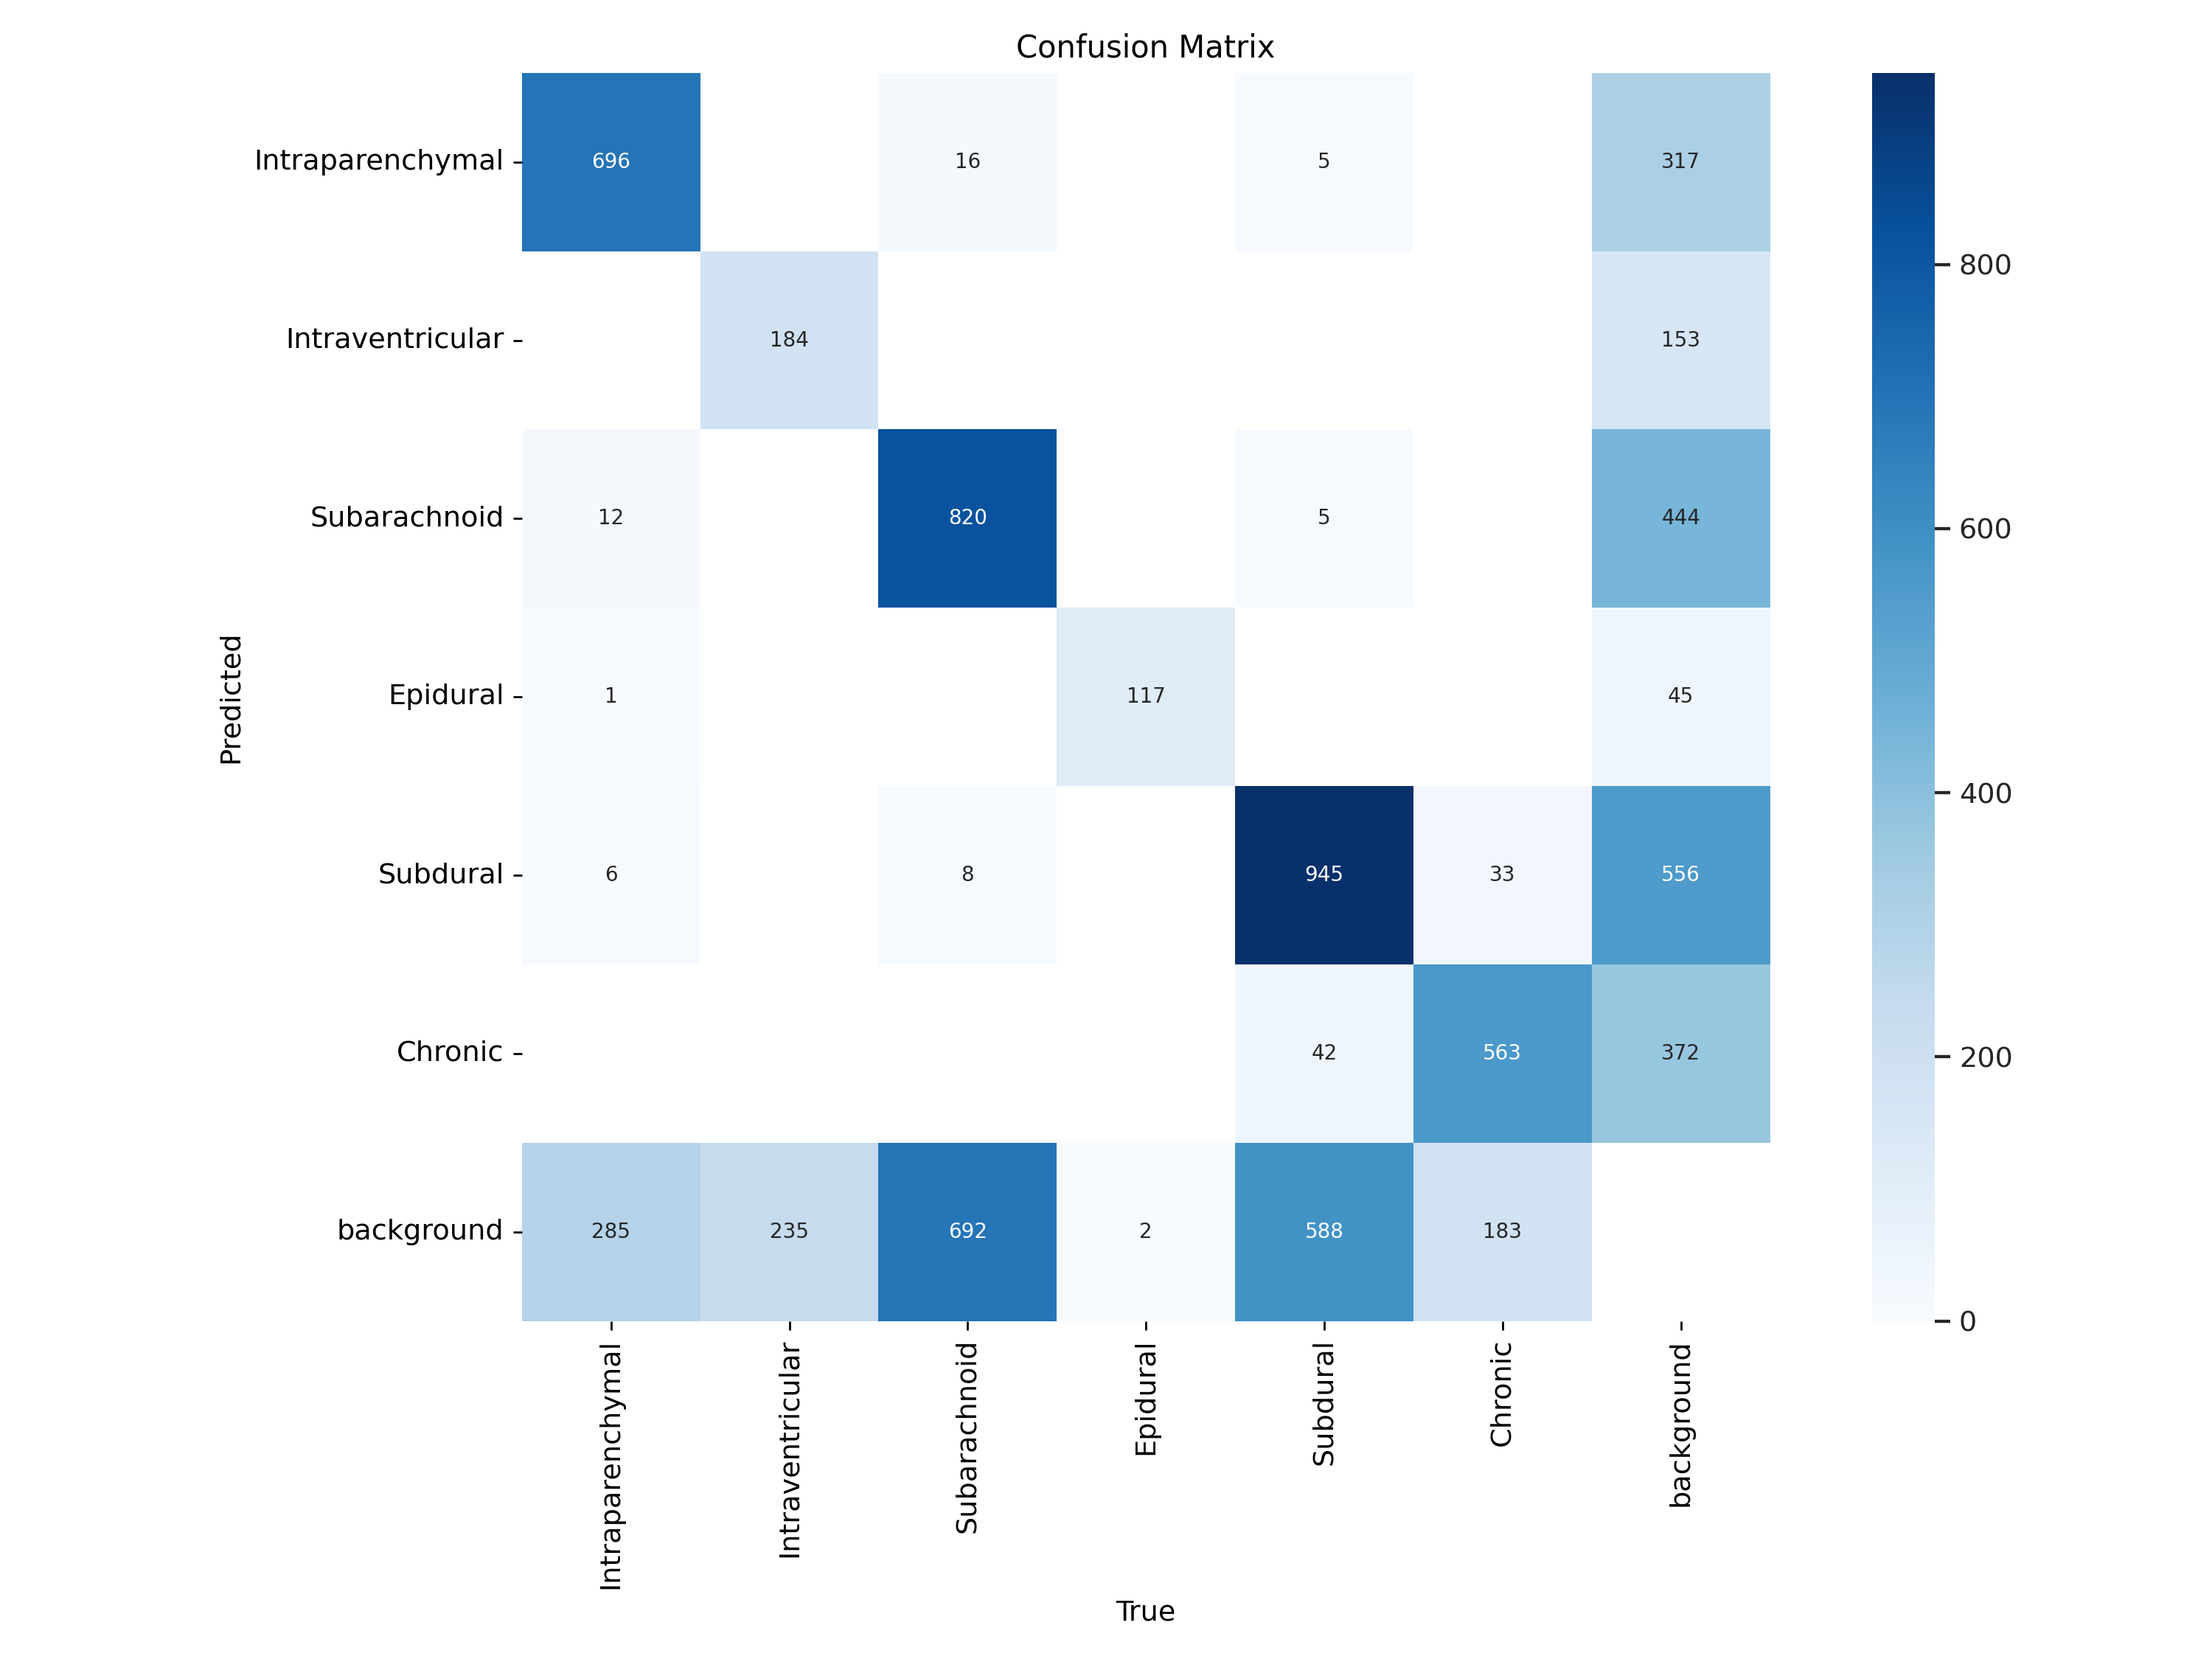 Confusion Matrix
Intraparenchymal 696 16 5 317
Intraventricular 184 153
Subarachnoid 12 820 5 444
Epidural 1 117 45
Subdural 6 8 945 33 556
Chronic 42 563 372
background 285 235 692 2 588 183
Predicted
Intraparenchymal
Intraventricular
Subarachnoid
Epidural
Subdural
Chronic
background
True
800
600
400
200
0